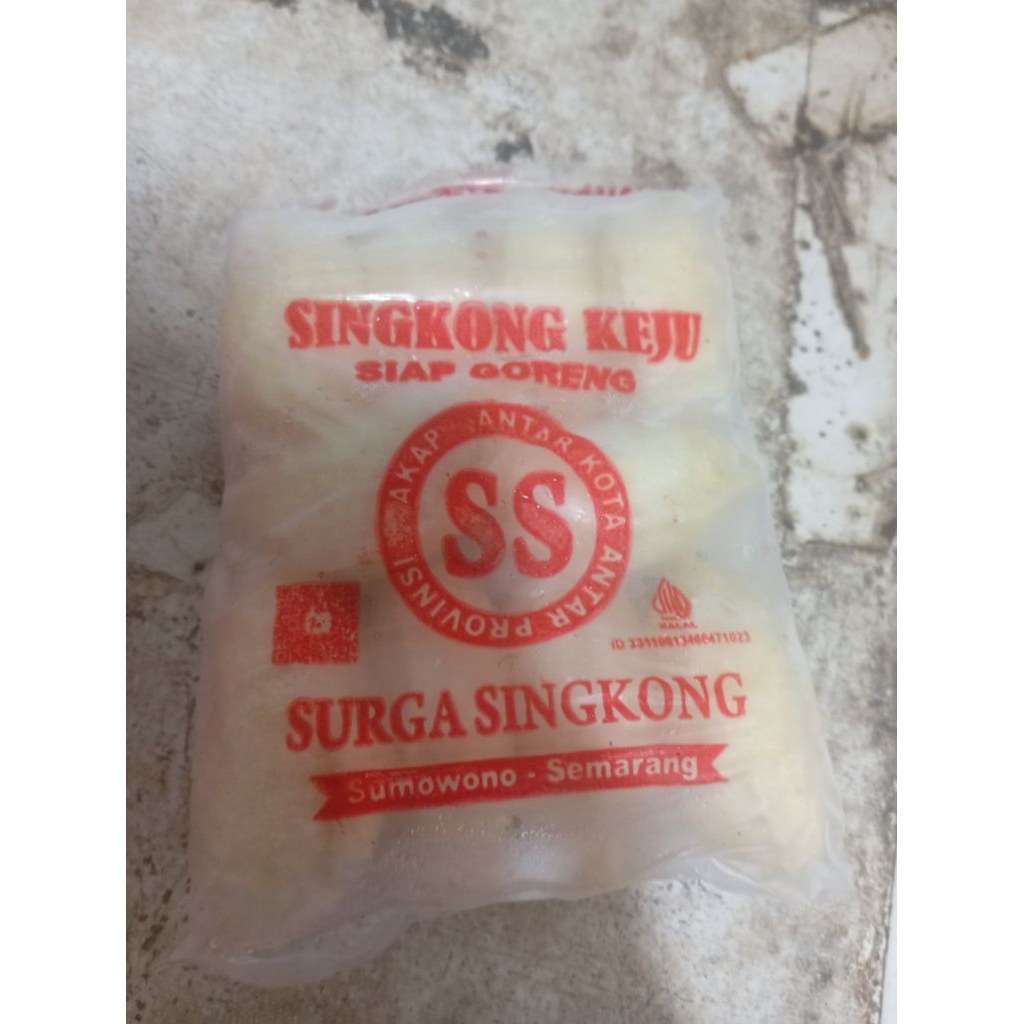 SINGKONG KEJU
SIAP GORENG
AKAP ANTAR KOTA ANTAR PROVINSI
SS
HALAL
SURGA SINGKONG
Sumowono - Semarang